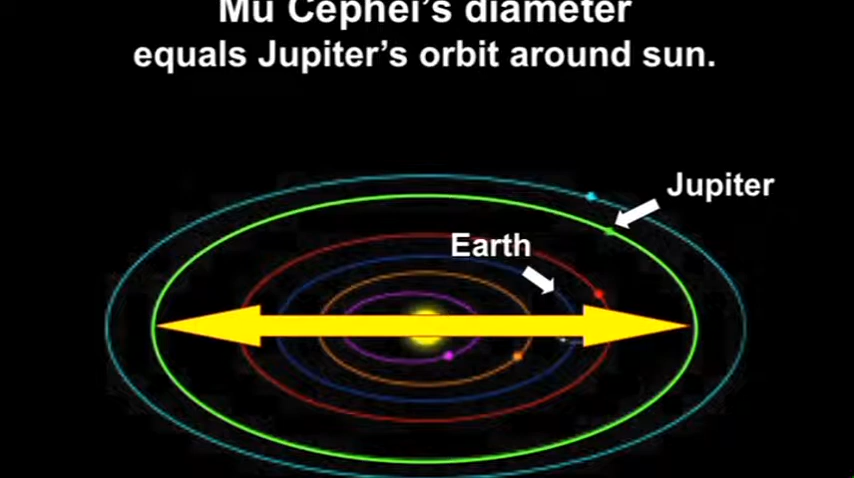 Mu Cephei’s diameter
equals Jupiter’s orbit around sun.
Jupiter
Earth